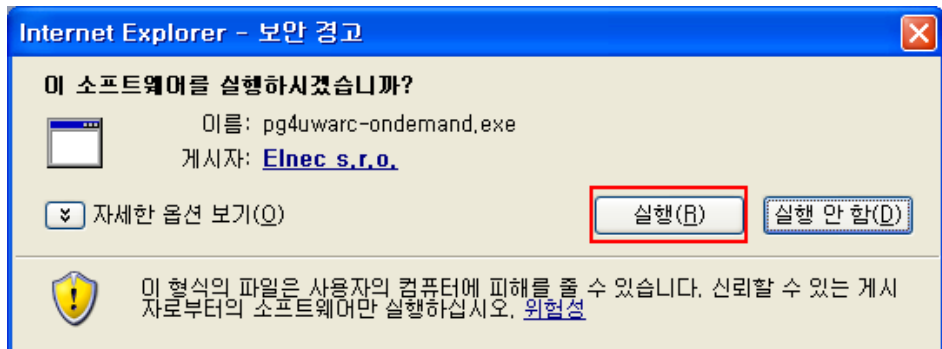 Internet Explorer - 보안 경고
이 소프트웨어를 실행하시겠습니까?
이름: pg4uwarc-ondemand.exe
게시자: Elnec s.r.o.
자세한 옵션 보기(O)
실행(R)
실행 안 함(D)
이 형식의 파일은 사용자의 컴퓨터에 피해를 줄 수 있습니다. 신뢰할 수 있는 게시
자로부터의 소프트웨어만 실행하십시오. 위험성